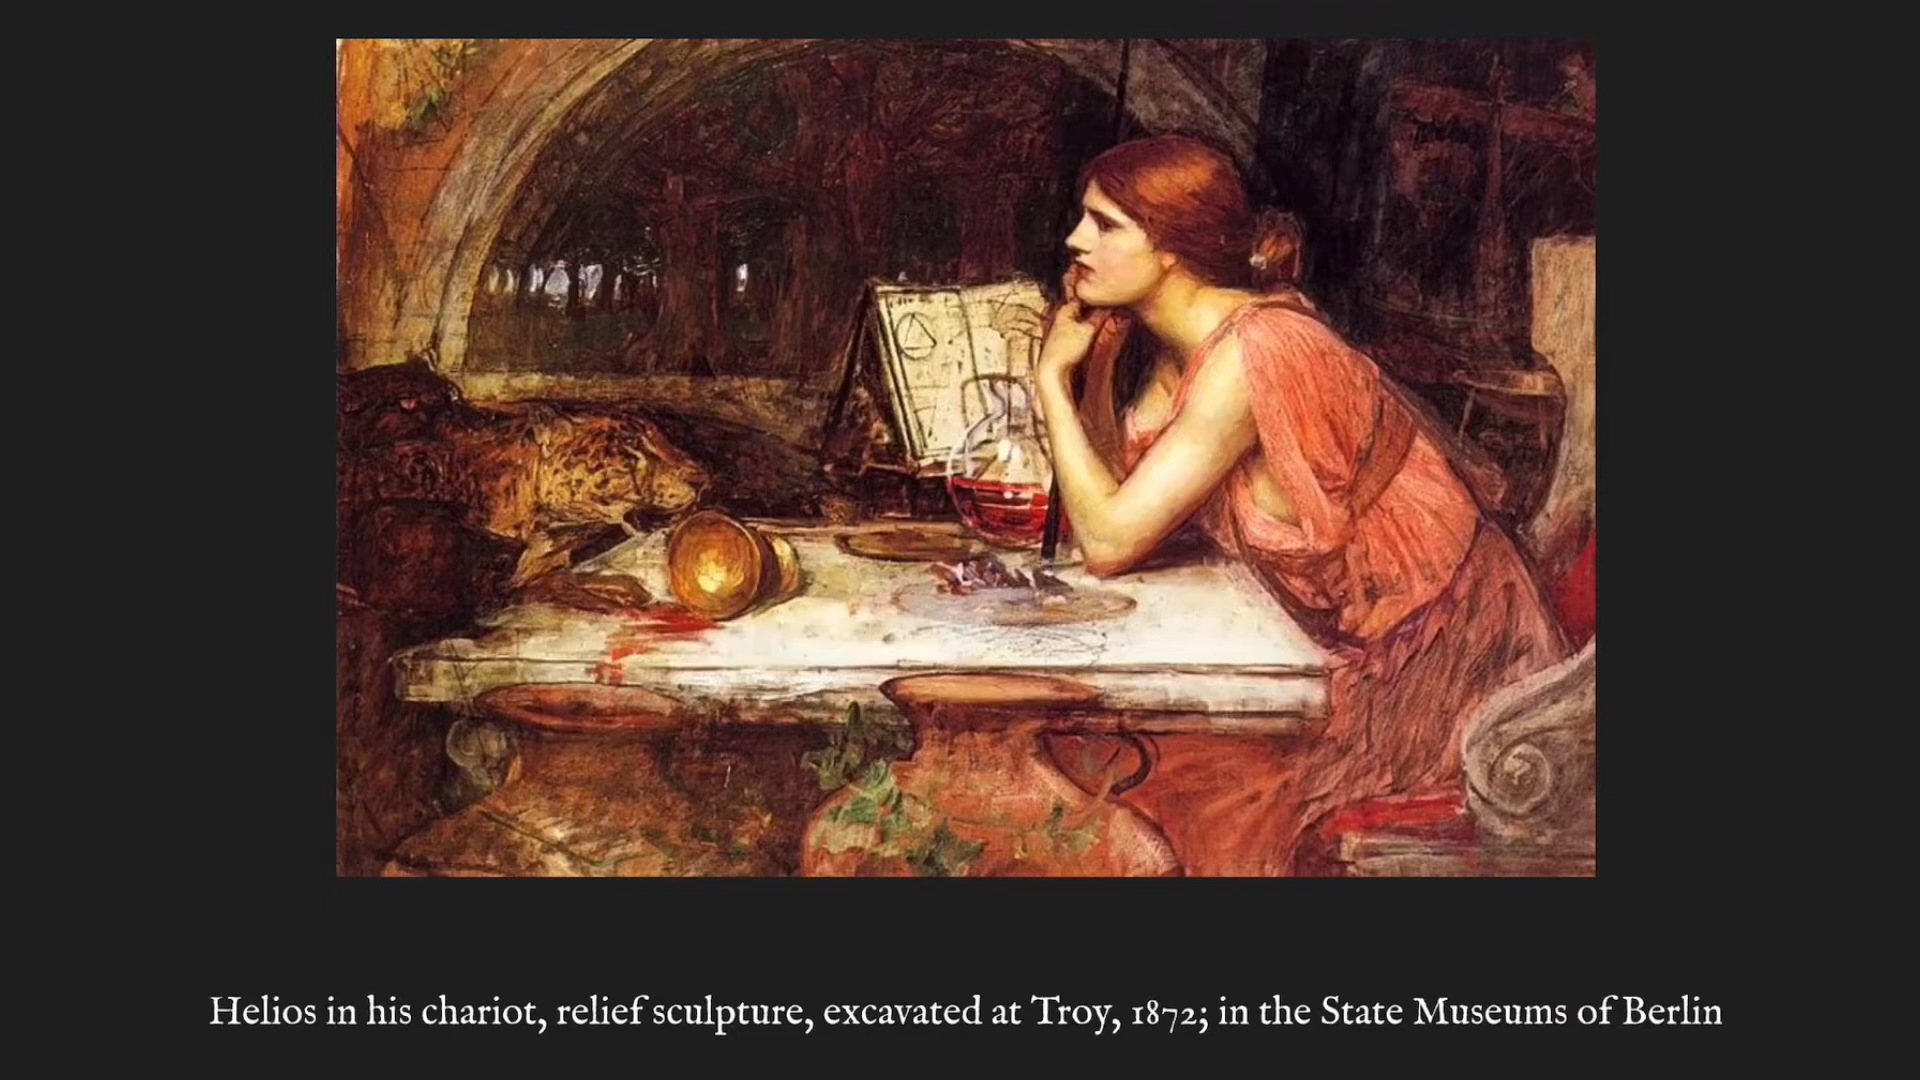 Helios in his chariot, relief sculpture, excavated at Troy, 1872; in the State Museums of Berlin